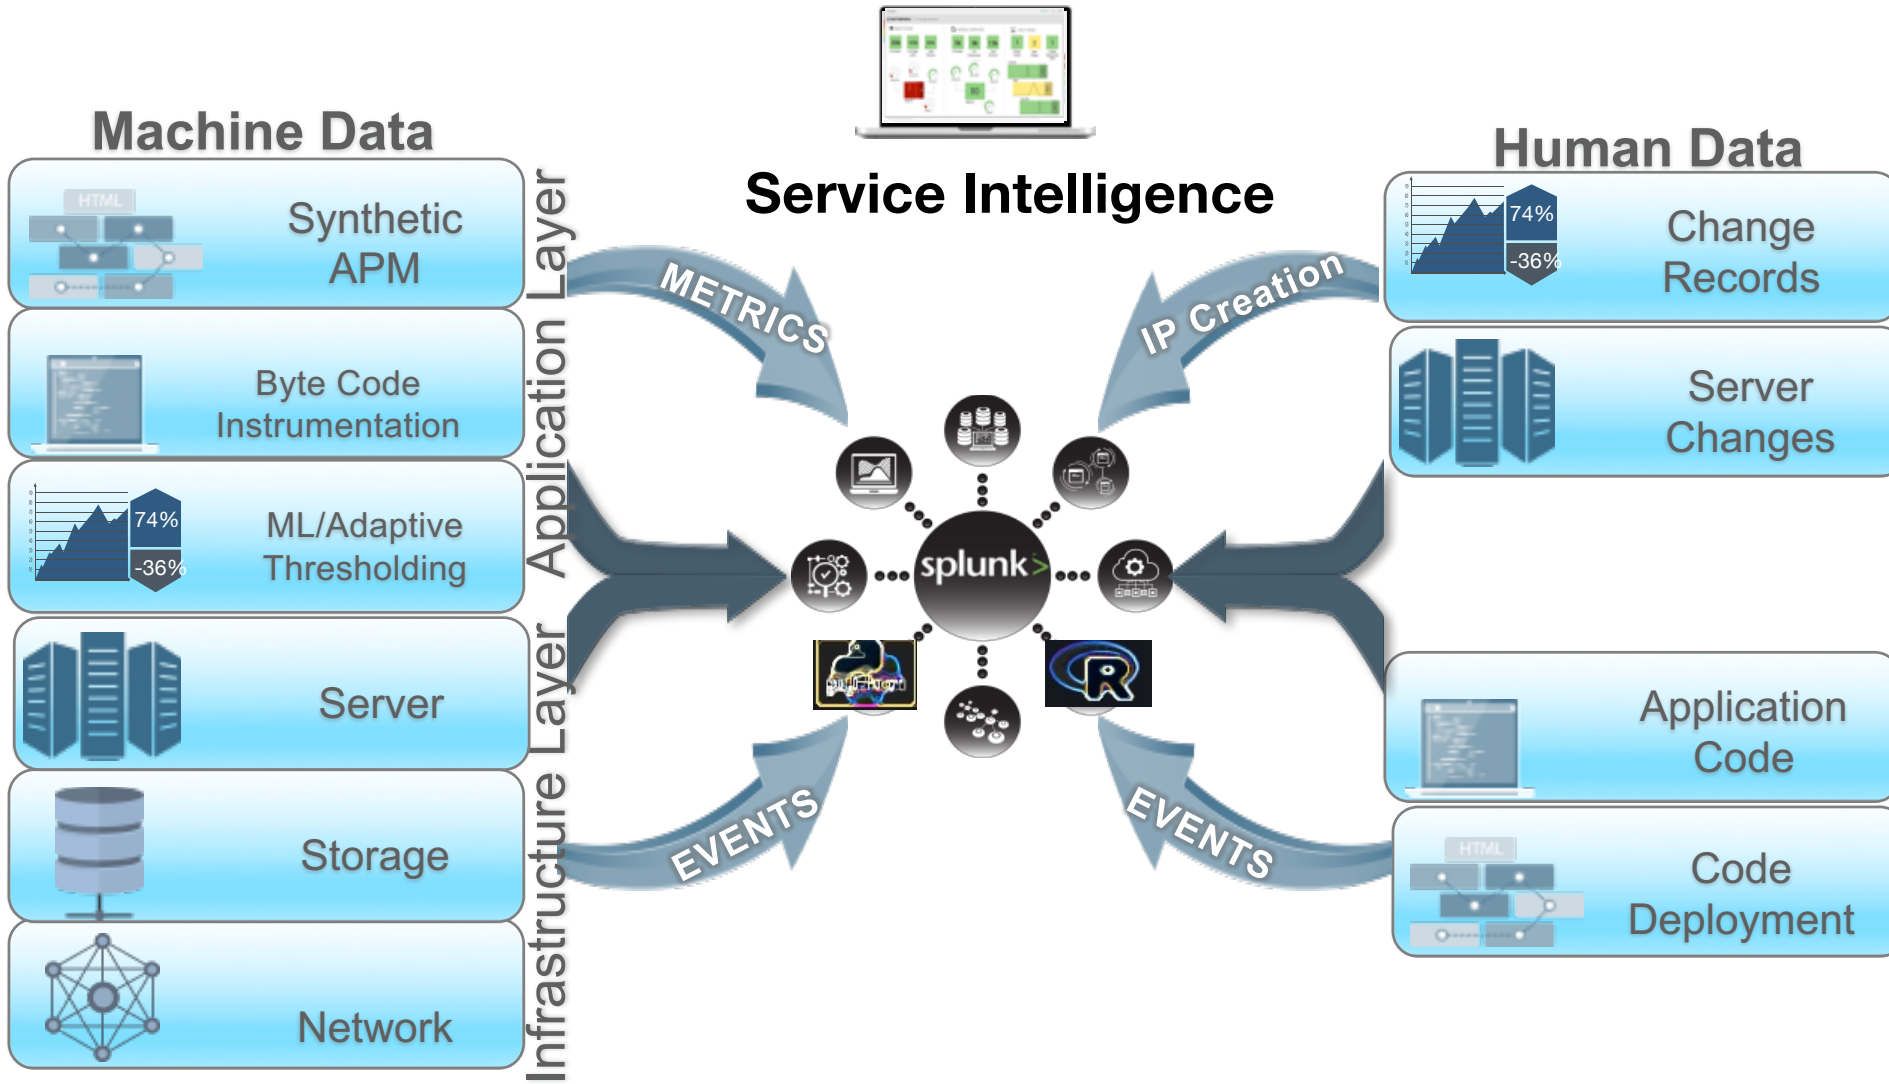 Machine Data
HTML
Synthetic
APM
Byte Code
Instrumentation
74%
-36%
ML/Adaptive
Thresholding
Server
Storage
Network
Application Layer
Infrastructure Layer
Service Intelligence
80
METRICS
IP Creation
splunk>
EVENTS
EVENTS
R
Human Data
74%
-36%
Change
Records
Server
Changes
Application
Code
HTML
Code
Deployment